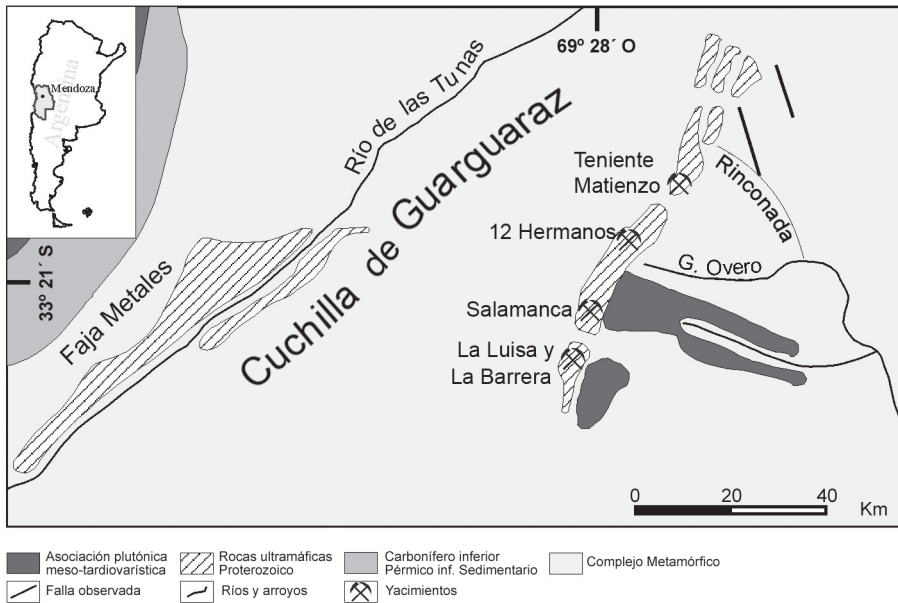 Argentina
Mendoza
69º 28´ O
33º 21´ S
Río de las Tunas
Cuchilla de Guarguaraz
Faja Metales
Teniente
Matienzo
Rinconada
12 Hermanos
G. Overo
Salamanca
La Luisa y
La Barrera
0 20 40
Km
Asociación plutónica
meso-tardiovarística
Rocas ultramáficas
Proterozoico
Carbonífero inferior
Pérmico inf. Sedimentario
Complejo Metamórfico
Falla observada
Ríos y arroyos
Yacimientos